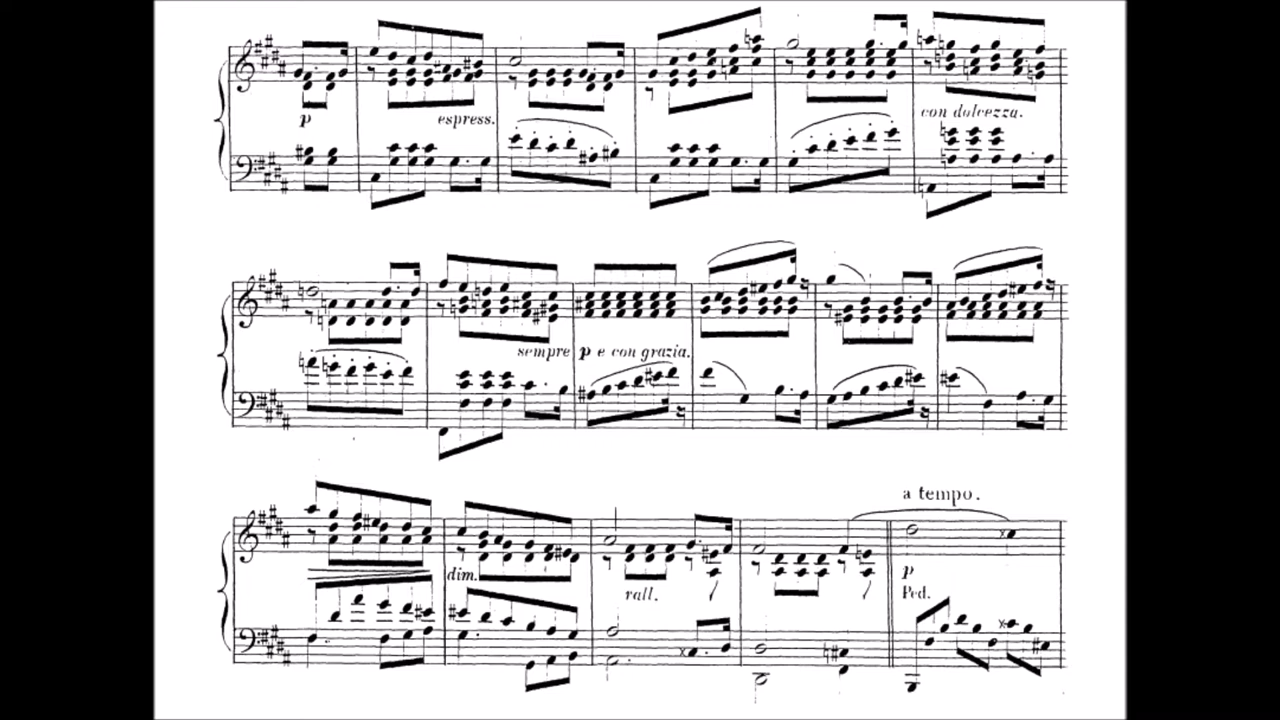 p espress. con dolcezza.
sempre p e con grazia.
a tempo.
dim. rall. p
Ped.